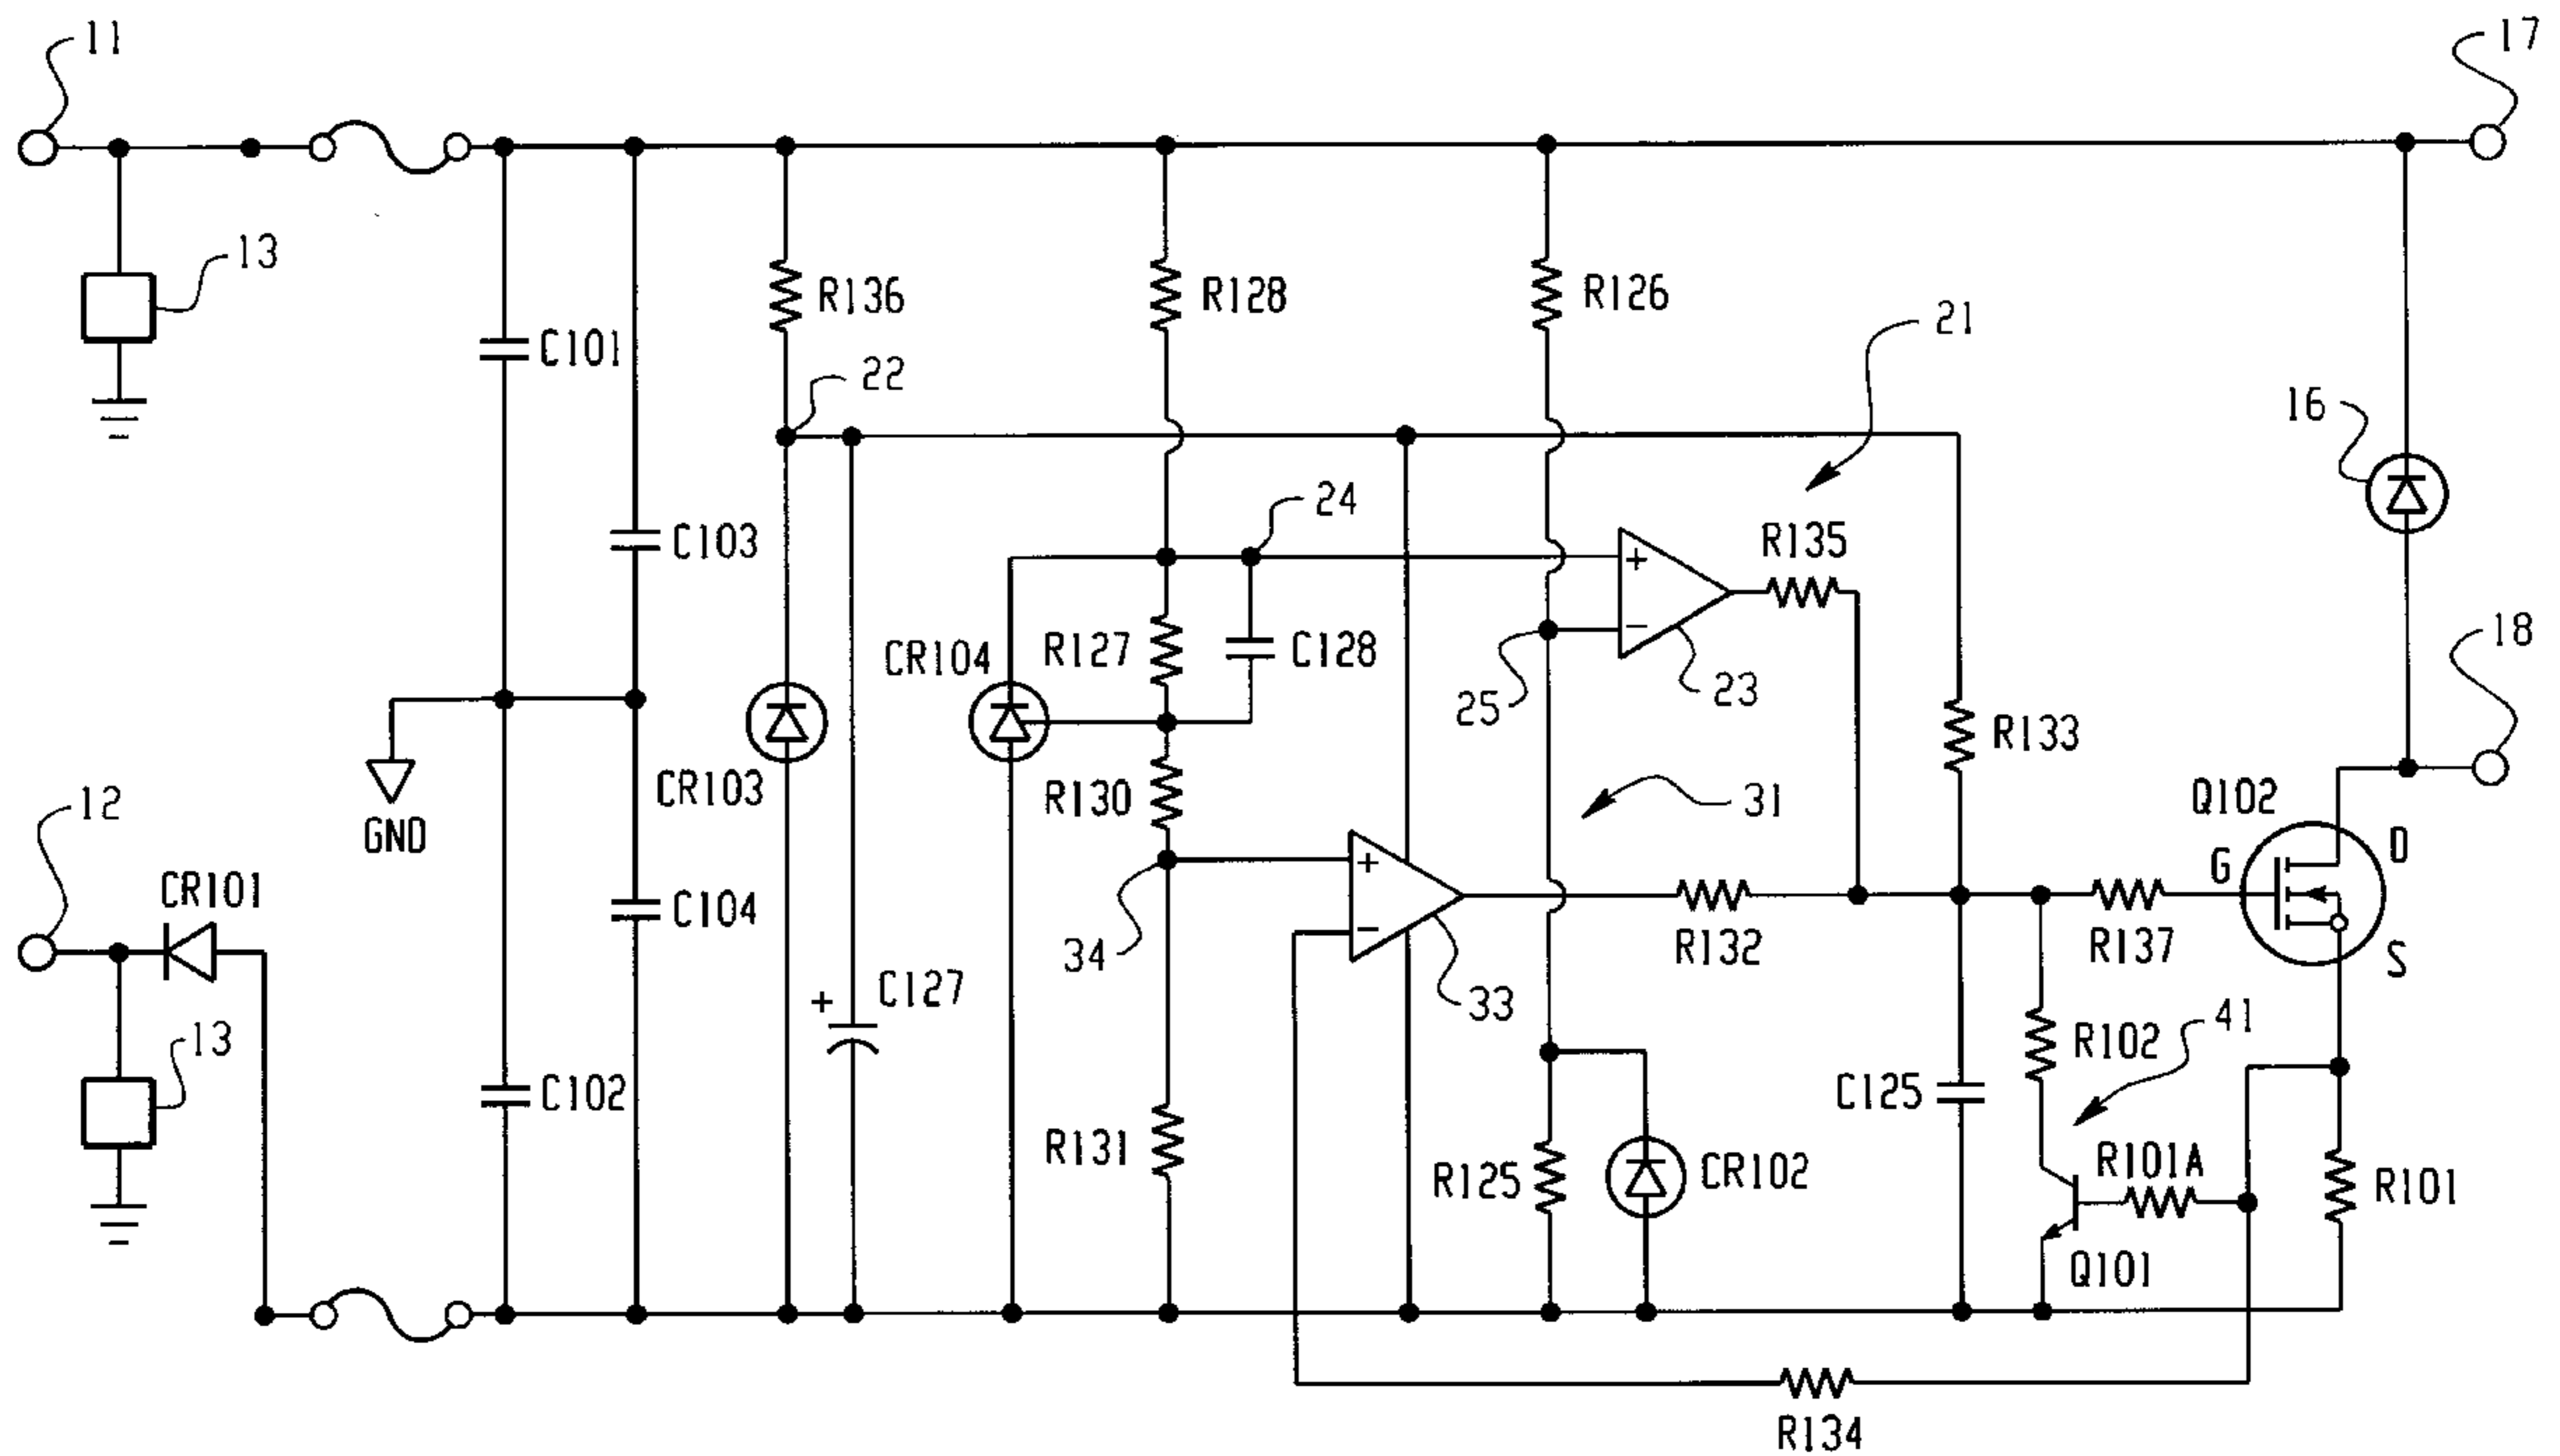 11
17
13
R136
R128
R126
21
C101
22
16
24
C103
R135
R127
C128
CR104
18
25
23
R133
CR103
R130
31
Q102
12
GND
D
G
CR101
C104
34
R132
R137
S
+
C127
33
13
R102
41
C102
C125
R131
R125
CR102
R101A
R101
Q101
R134
+
−
+
−